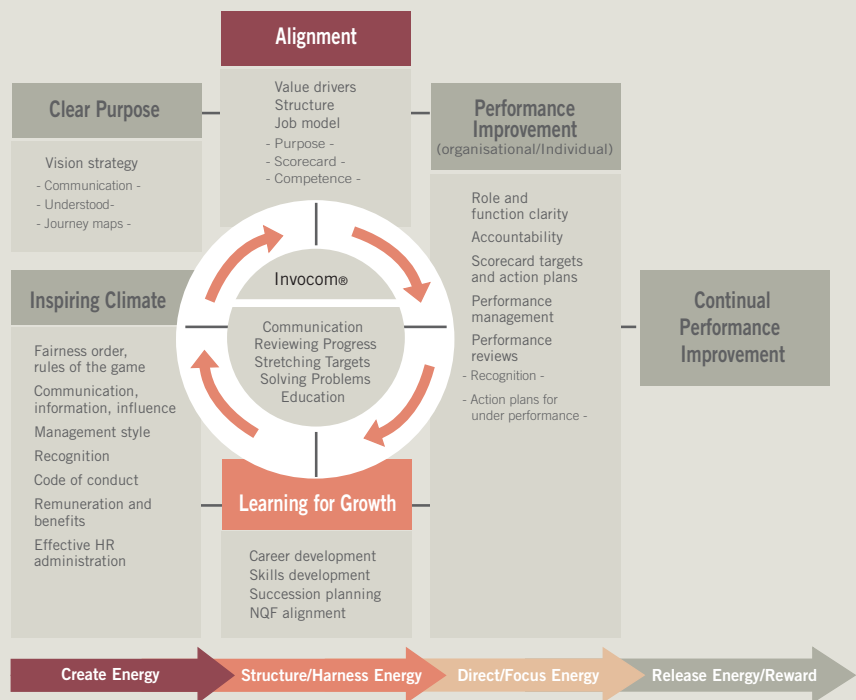 Alignment
Value drivers
Structure
Job model
- Purpose -
- Scorecard -
- Competence -
Clear Purpose
Vision strategy
- Communication -
- Understood-
- Journey maps -
Performance
Improvement
(organisational/Individual)
Role and
function clarity
Accountability
Scorecard targets
and action plans
Performance
management
Performance
reviews
- Recognition -
- Action plans for
under performance -
Inspiring Climate
Fairness order,
rules of the game
Communication,
information, influence
Management style
Recognition
Code of conduct
Remuneration and
benefits
Effective HR
administration
Invocom®
Communication
Reviewing Progress
Stretching Targets
Solving Problems
Education
Continual
Performance
Improvement
Learning for Growth
Career development
Skills development
Succession planning
NQF alignment
Create Energy
Structure/Harness Energy
Direct/Focus Energy
Release Energy/Reward